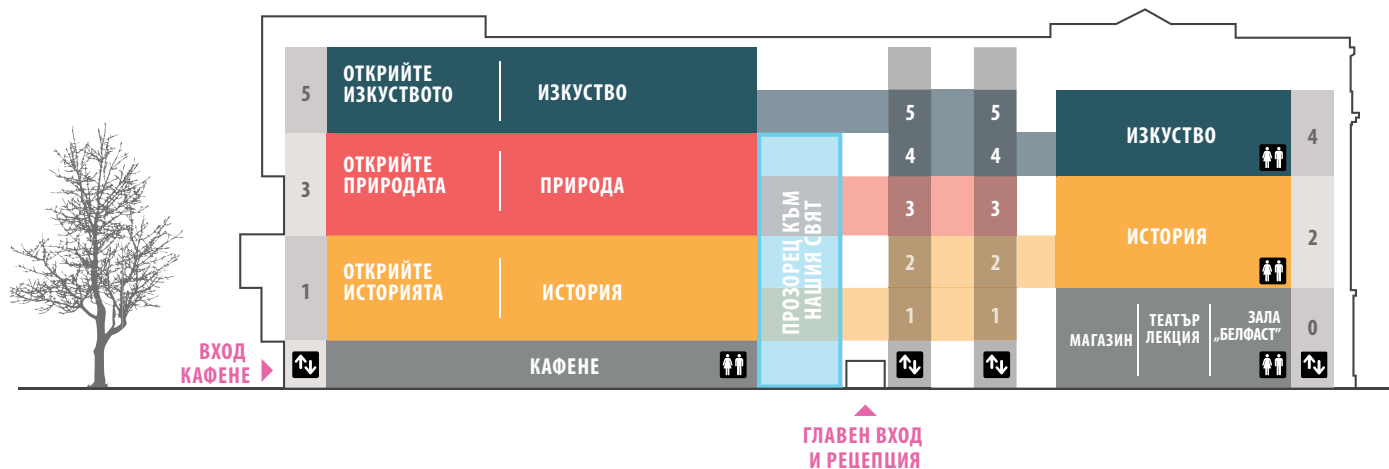 5
ОТКРИЙТЕ
ИЗКУСТВОТО
ИЗКУСТВО
3
ОТКРИЙТЕ
ПРИРОДАТА
ПРИРОДА
1
ОТКРИЙТЕ
ИСТОРИЯТА
ИСТОРИЯ
ВХОД
КАФЕНЕ
КАФЕНЕ
ПРОЗОРЕЦ КЪМ
НАШИЯ СВЯТ
5
4
3
2
1
5
4
3
2
1
ИЗКУСТВО
4
ИСТОРИЯ
2
МАГАЗИН
ТЕАТЪР
ЛЕКЦИЯ
ЗАЛА
„БЕЛФАСТ"
0
ГЛАВЕН ВХОД
И РЕЦЕПЦИЯ